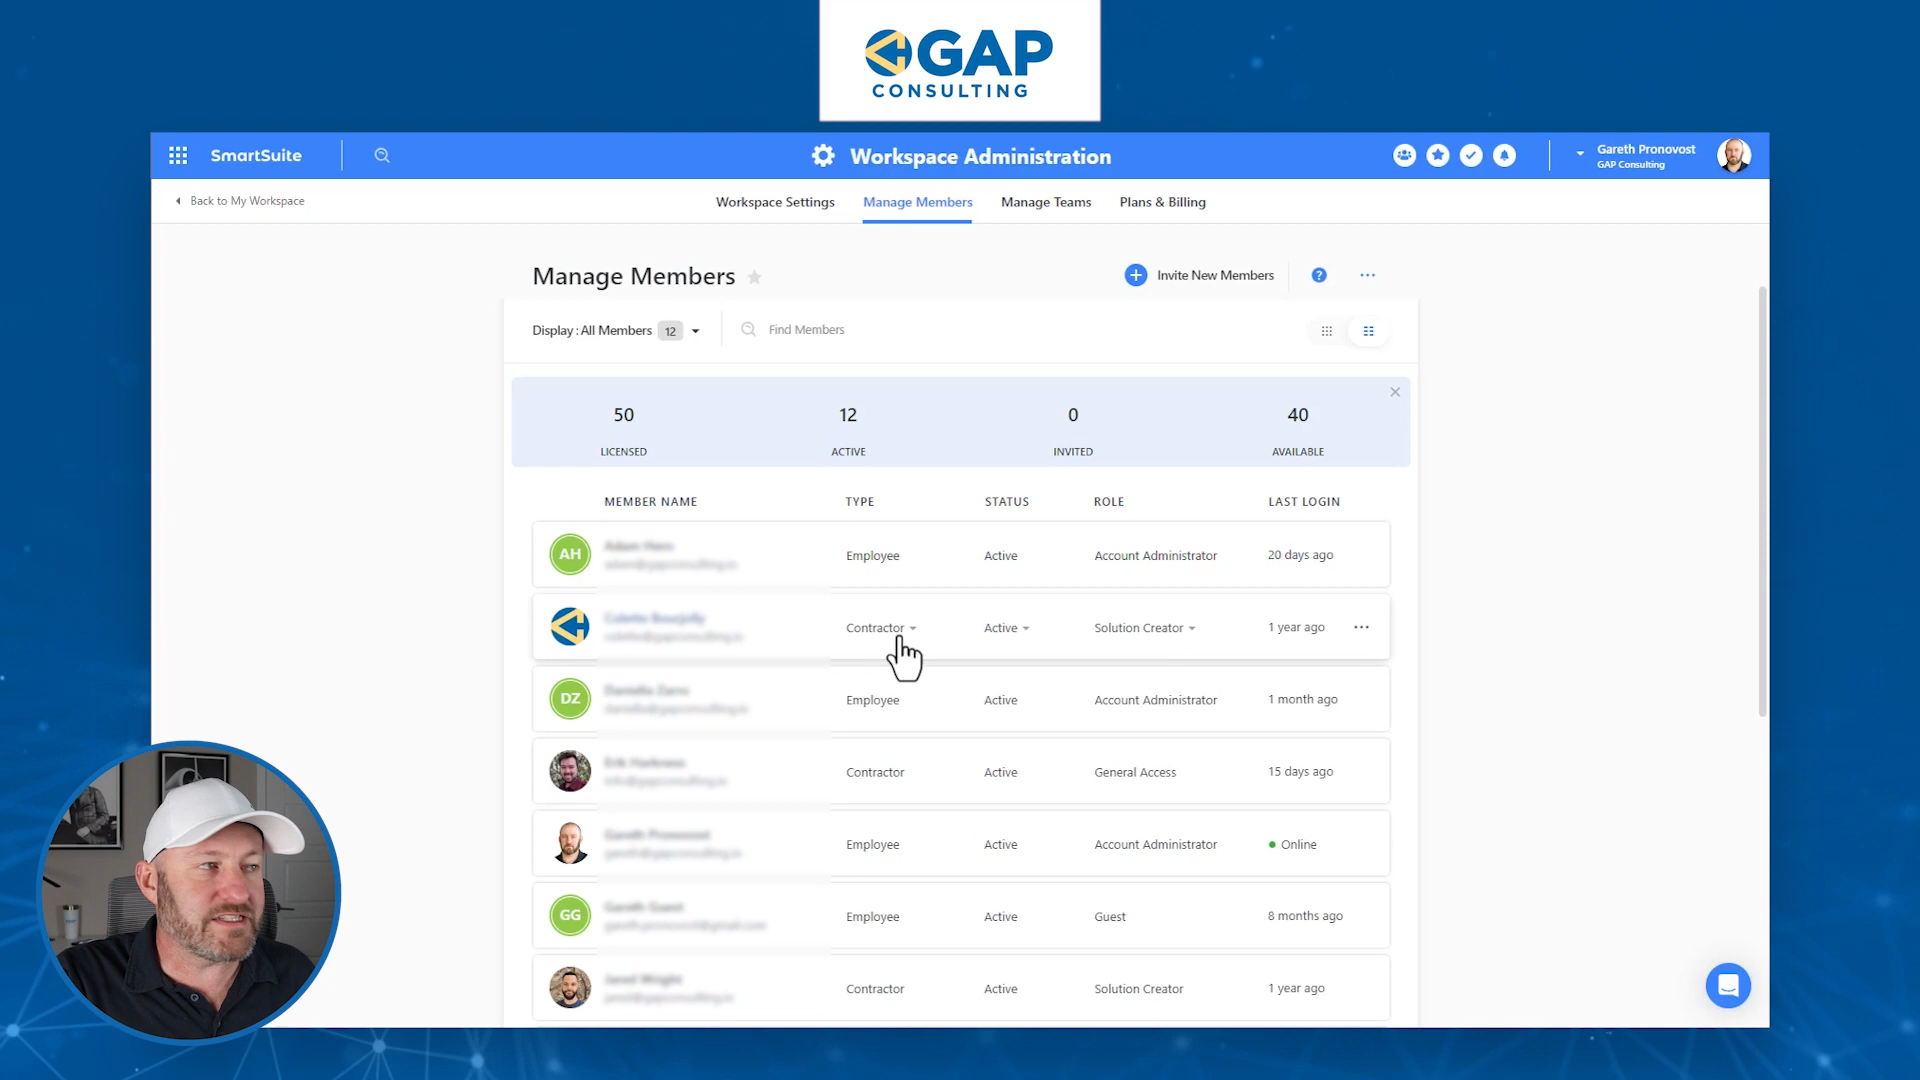 GAP
CONSULTING
SmartSuite
Workspace Administration
Gareth Pronovost
GAP Consulting
Back to My Workspace
Workspace Settings
Manage Members
Manage Teams
Plans & Billing
Manage Members
Invite New Members
?
Display : All Members 12
Find Members
50
12
0
40
LICENSED
ACTIVE
INVITED
AVAILABLE
MEMBER NAME TYPE STATUS ROLE LAST LOGIN
AH Employee Active Account Administrator 20 days ago
Contractor Active Solution Creator 1 year ago
DZ Employee Active Account Administrator 1 month ago
Contractor Active General Access 15 days ago
Employee Active Account Administrator Online
GG Employee Active Guest 8 months ago
Contractor Active Solution Creator 1 year ago